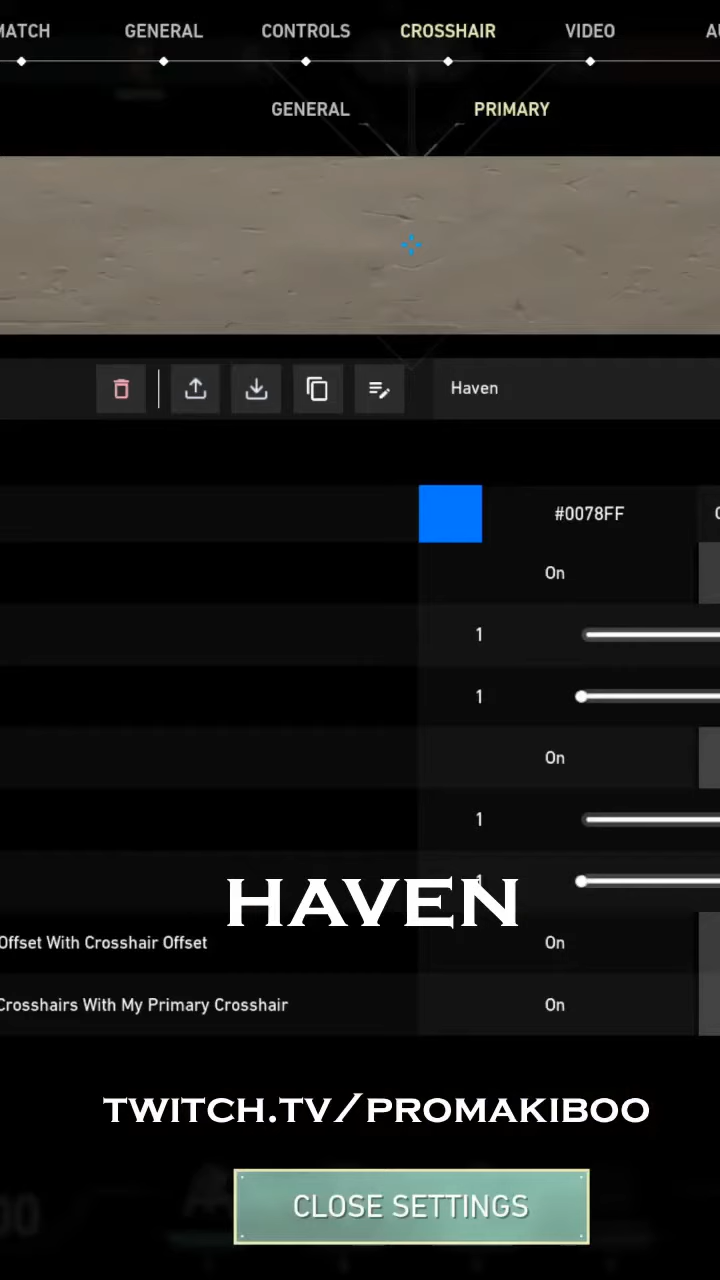 MATCH GENERAL CONTROLS CROSSHAIR VIDEO
GENERAL PRIMARY
Haven
#0078FF
On
1
1
On
1
1
HAVEN
Offset With Crosshair Offset On
Crosshairs With My Primary Crosshair On
TWITCH.TV/PROMAKIBOO
CLOSE SETTINGS